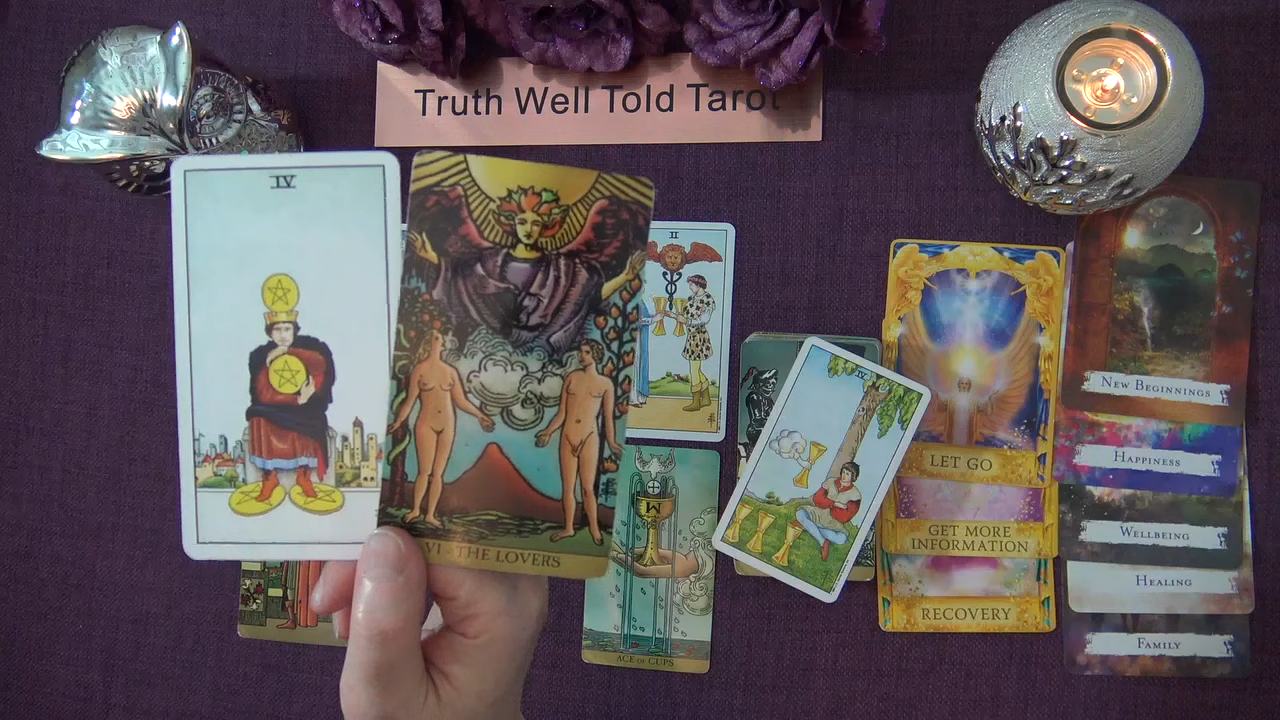 Truth Well Told Tarot
IV
VI - THE LOVERS
II
ACE OF CUPS
IV
LET GO
GET MORE
INFORMATION
RECOVERY
NEW BEGINNINGS
HAPPINESS
WELLBEING
HEALING
FAMILY